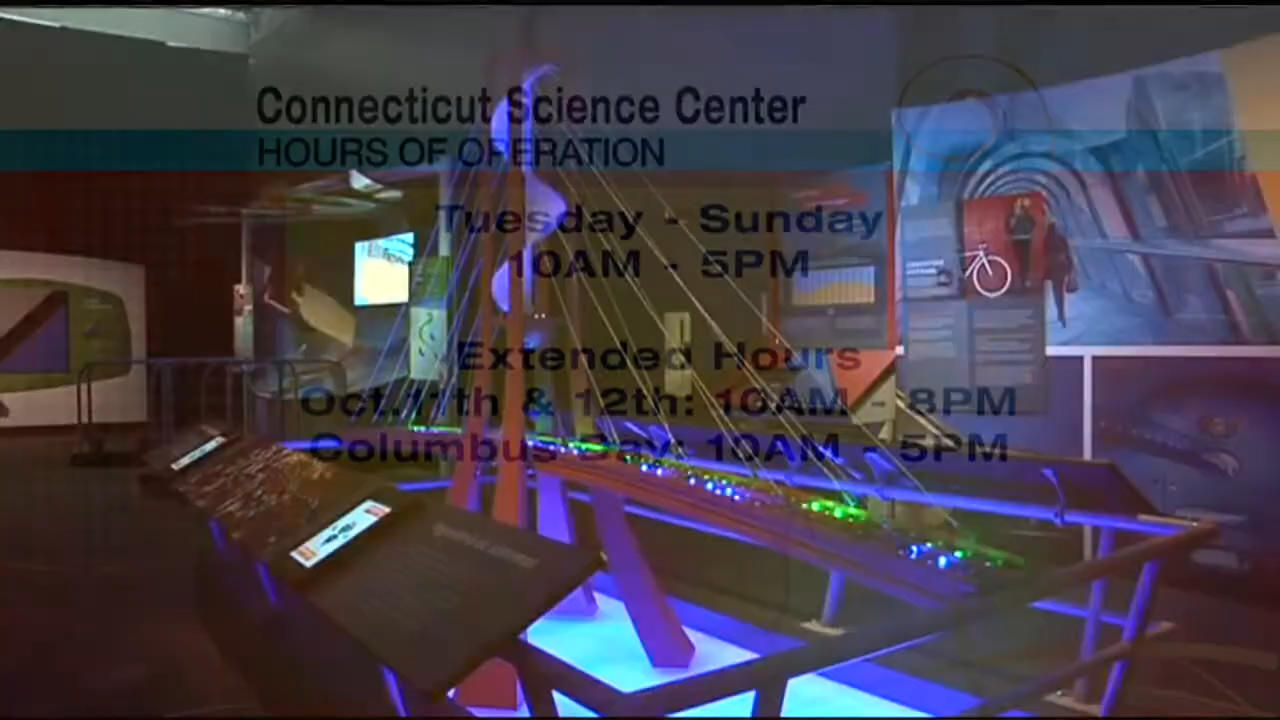 Connecticut Science Center
HOURS OF OPERATION
Tuesday - Sunday
10AM - 5PM
Extended Hours
Oct.11th & 12th: 10AM - 8PM
Columbus Day: 10AM - 5PM